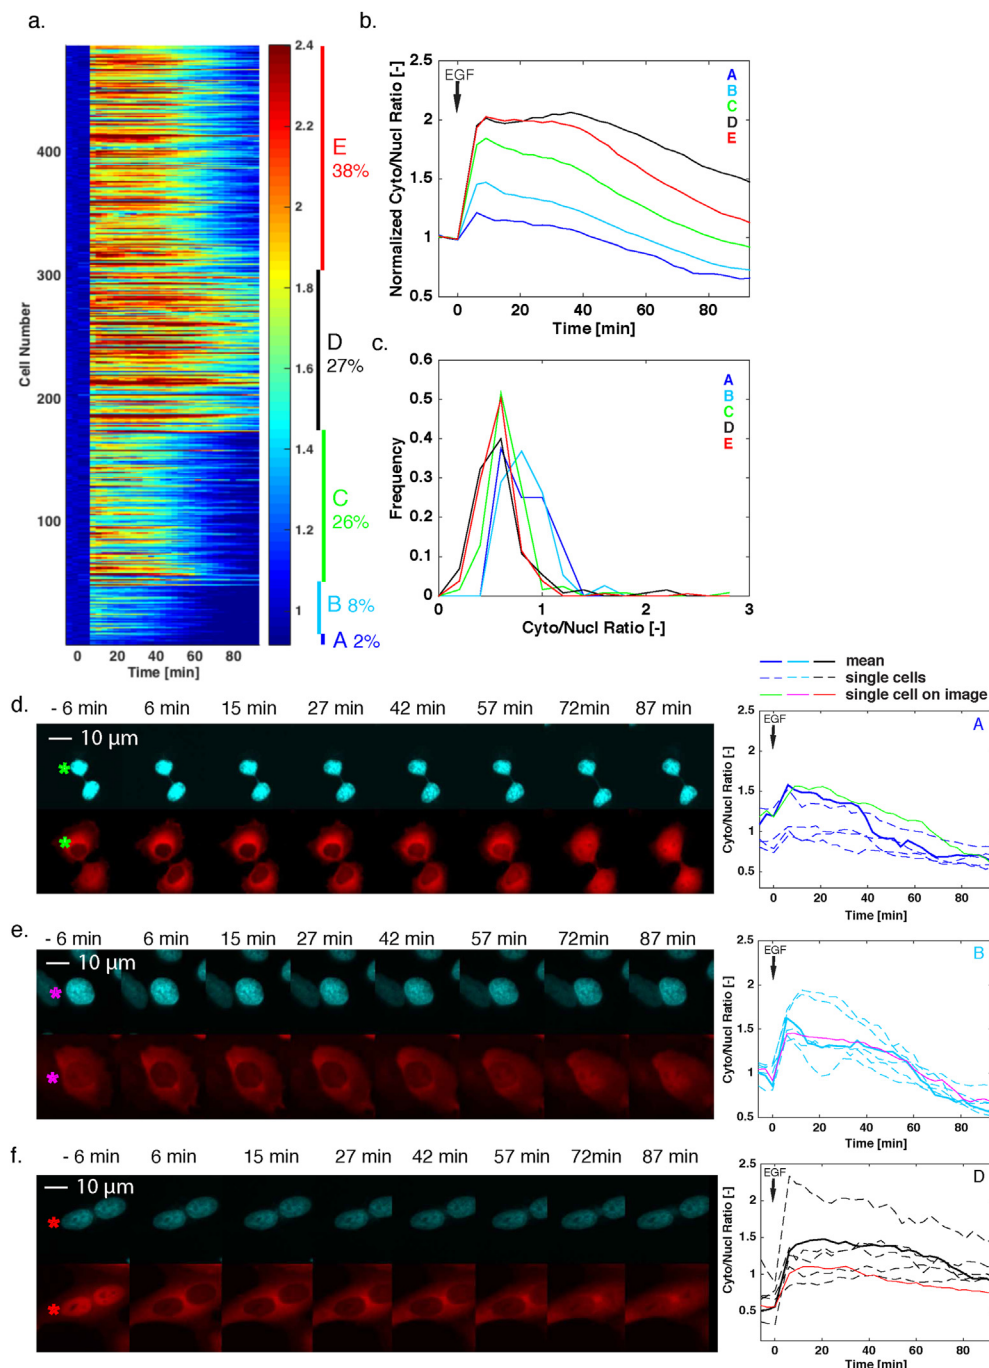 a.
2.4
2.2
2
1.8
1.6
1.4
1.2
1
400
300
200
100
Cell Number
0 20 40 60 80
Time [min]
E
38%
D
27%
C
26%
B 8%
A 2%
b.
2.5
2
1.5
1
0.5
Normalized Cyto/Nucl Ratio [-]
EGF
A
B
C
D
E
0 20 40 60 80
Time [min]
c.
0.6
0.5
0.4
0.3
0.2
0.1
0
Frequency
A
B
C
D
E
0 1 2 3
Cyto/Nucl Ratio [-]
mean
single cells
single cell on image
d.
- 6 min 6 min 15 min 27 min 42 min 57 min 72min 87 min
10 µm
*
*
2.5
2
1.5
1
0.5
Cyto/Nucl Ratio [-]
EGF
A
0 20 40 60 80
Time [min]
e.
- 6 min 6 min 15 min 27 min 42 min 57 min 72min 87 min
10 µm
*
*
2.5
2
1.5
1
0.5
Cyto/Nucl Ratio [-]
EGF
B
0 20 40 60 80
Time [min]
f.
- 6 min 6 min 15 min 27 min 42 min 57 min 72min 87 min
10 µm
*
*
2.5
2
1.5
1
0.5
Cyto/Nucl Ratio [-]
EGF
D
0 20 40 60 80
Time [min]